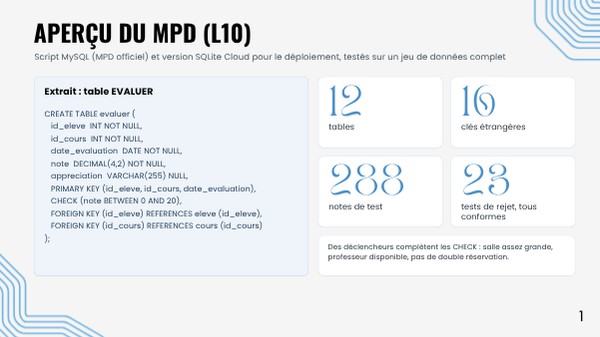 APERÇU DU MPD (L10)
Script MySQL (MPD officiel) et version SQLite Cloud pour le déploiement, testés sur un jeu de données complet
Extrait : table EVALUER
CREATE TABLE evaluer (
id_eleve INT NOT NULL,
id_cours INT NOT NULL,
date_evaluation DATE NOT NULL,
note DECIMAL(4,2) NOT NULL,
appreciation VARCHAR(255) NULL,
PRIMARY KEY (id_eleve, id_cours, date_evaluation),
CHECK (note BETWEEN 0 AND 20),
FOREIGN KEY (id_eleve) REFERENCES eleve (id_eleve),
FOREIGN KEY (id_cours) REFERENCES cours (id_cours)
);
12
tables
16
clés étrangères
288
notes de test
23
tests de rejet, tous
conformes
Des déclencheurs complètent les CHECK : salle assez grande,
professeur disponible, pas de double réservation.
1